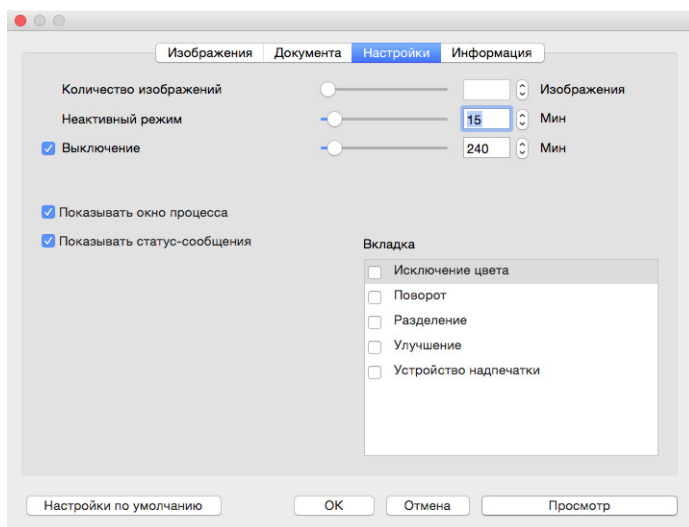 Изображения Документа Настройки Информация
Количество изображений Изображения
Неактивный режим 15 Мин
Выключение 240 Мин
Показывать окно процесса
Показывать статус-сообщения
Вкладка
Исключение цвета
Поворот
Разделение
Улучшение
Устройство надпечатки
Настройки по умолчанию OK Отмена Просмотр